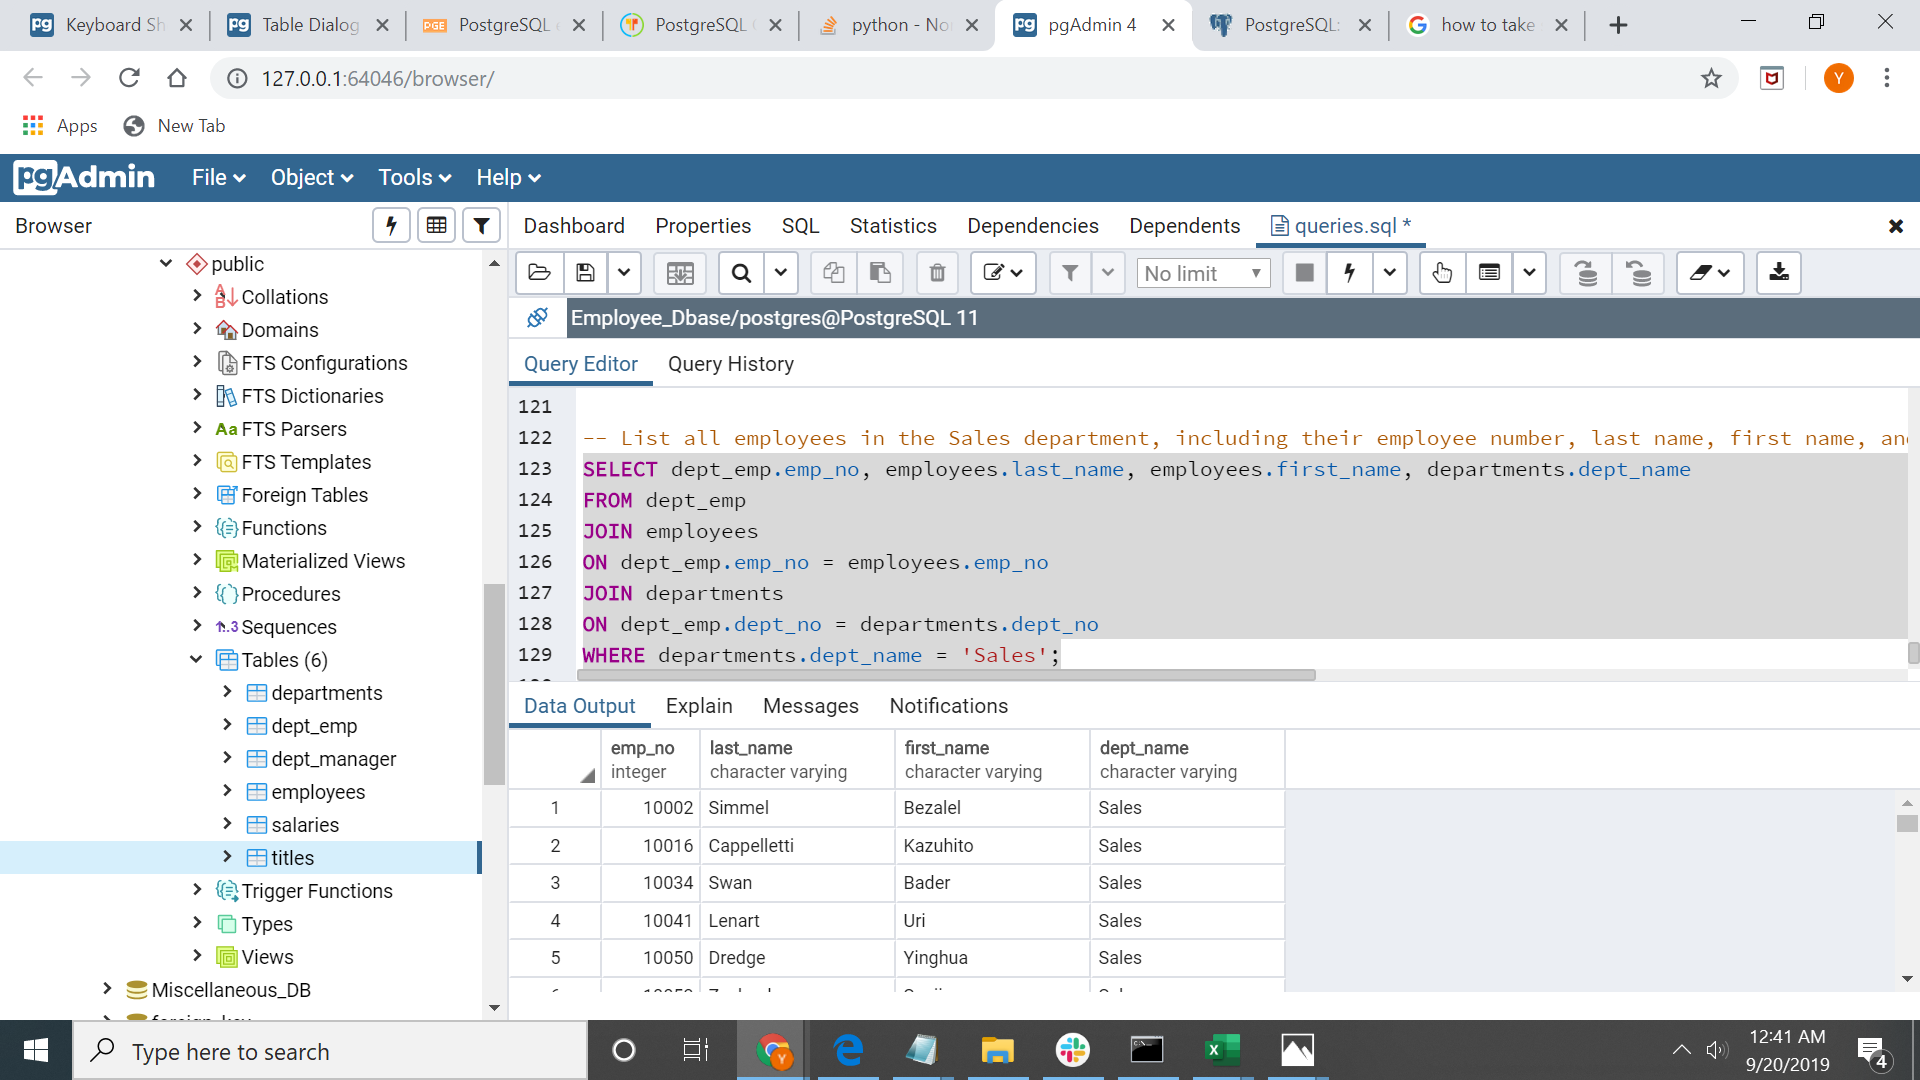 Keyboard Sh
Table Dialog
PostgreSQL
PostgreSQL
python - No
pgAdmin 4
PostgreSQL:
how to take
127.0.0.1:64046/browser/
Y
Apps
New Tab
pgAdmin
File
Object
Tools
Help
Browser
Dashboard
Properties
SQL
Statistics
Dependencies
Dependents
queries.sql *
public
Collations
Domains
FTS Configurations
FTS Dictionaries
Aa FTS Parsers
FTS Templates
Foreign Tables
Functions
Materialized Views
Procedures
1..3 Sequences
Tables (6)
departments
dept_emp
dept_manager
employees
salaries
titles
Trigger Functions
Types
Views
Miscellaneous_DB
No limit
Employee_Dbase/postgres@PostgreSQL 11
Query Editor
Query History
121
122 -- List all employees in the Sales department, including their employee number, last name, first name, an
123 SELECT dept_emp.emp_no, employees.last_name, employees.first_name, departments.dept_name
124 FROM dept_emp
125 JOIN employees
126 ON dept_emp.emp_no = employees.emp_no
127 JOIN departments
128 ON dept_emp.dept_no = departments.dept_no
129 WHERE departments.dept_name = 'Sales';
Data Output
Explain
Messages
Notifications
emp_no last_name first_name dept_name
integer character varying character varying character varying
1 10002 Simmel Bezalel Sales
2 10016 Cappelletti Kazuhito Sales
3 10034 Swan Bader Sales
4 10041 Lenart Uri Sales
5 10050 Dredge Yinghua Sales
Type here to search
12:41 AM
9/20/2019
4